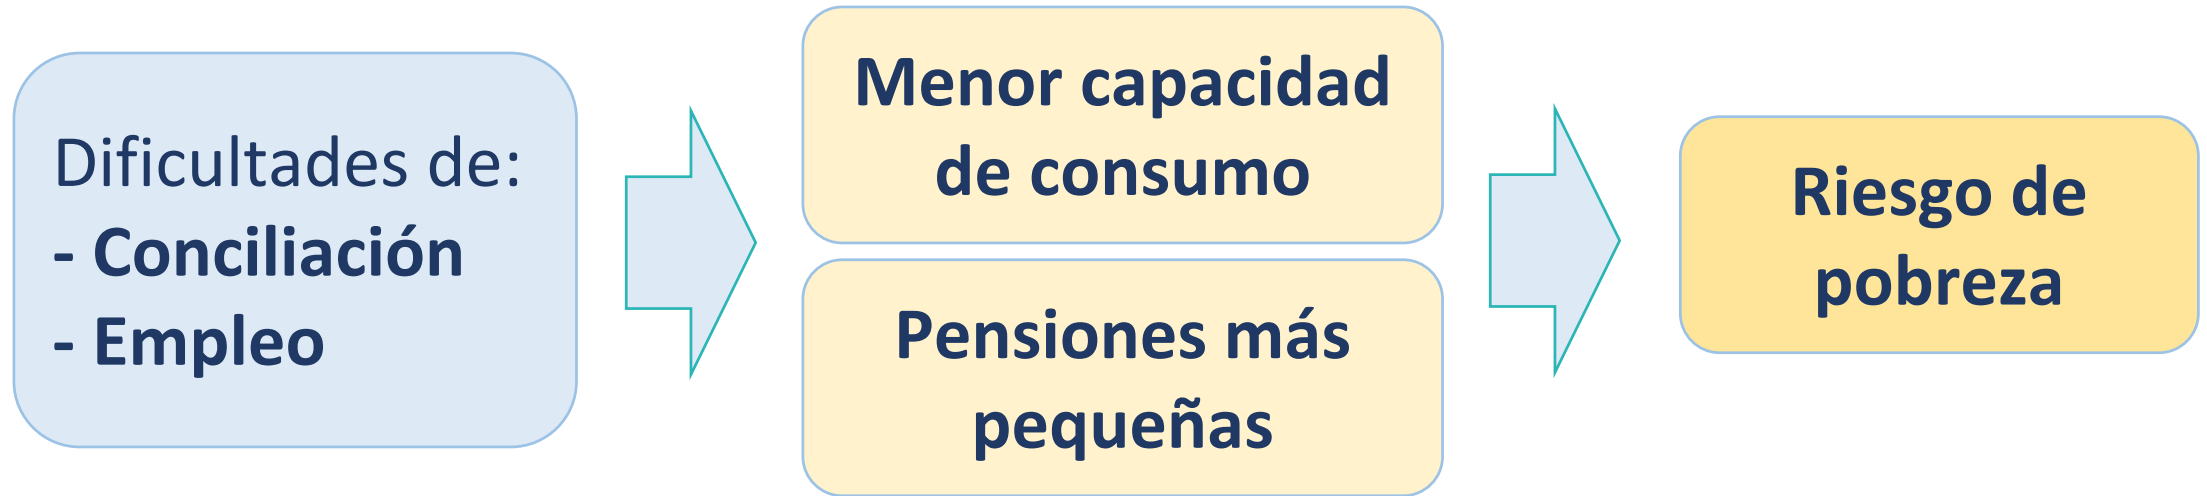 Dificultades de:
- Conciliación
- Empleo
Menor capacidad
de consumo
Pensiones más
pequeñas
Riesgo de
pobreza